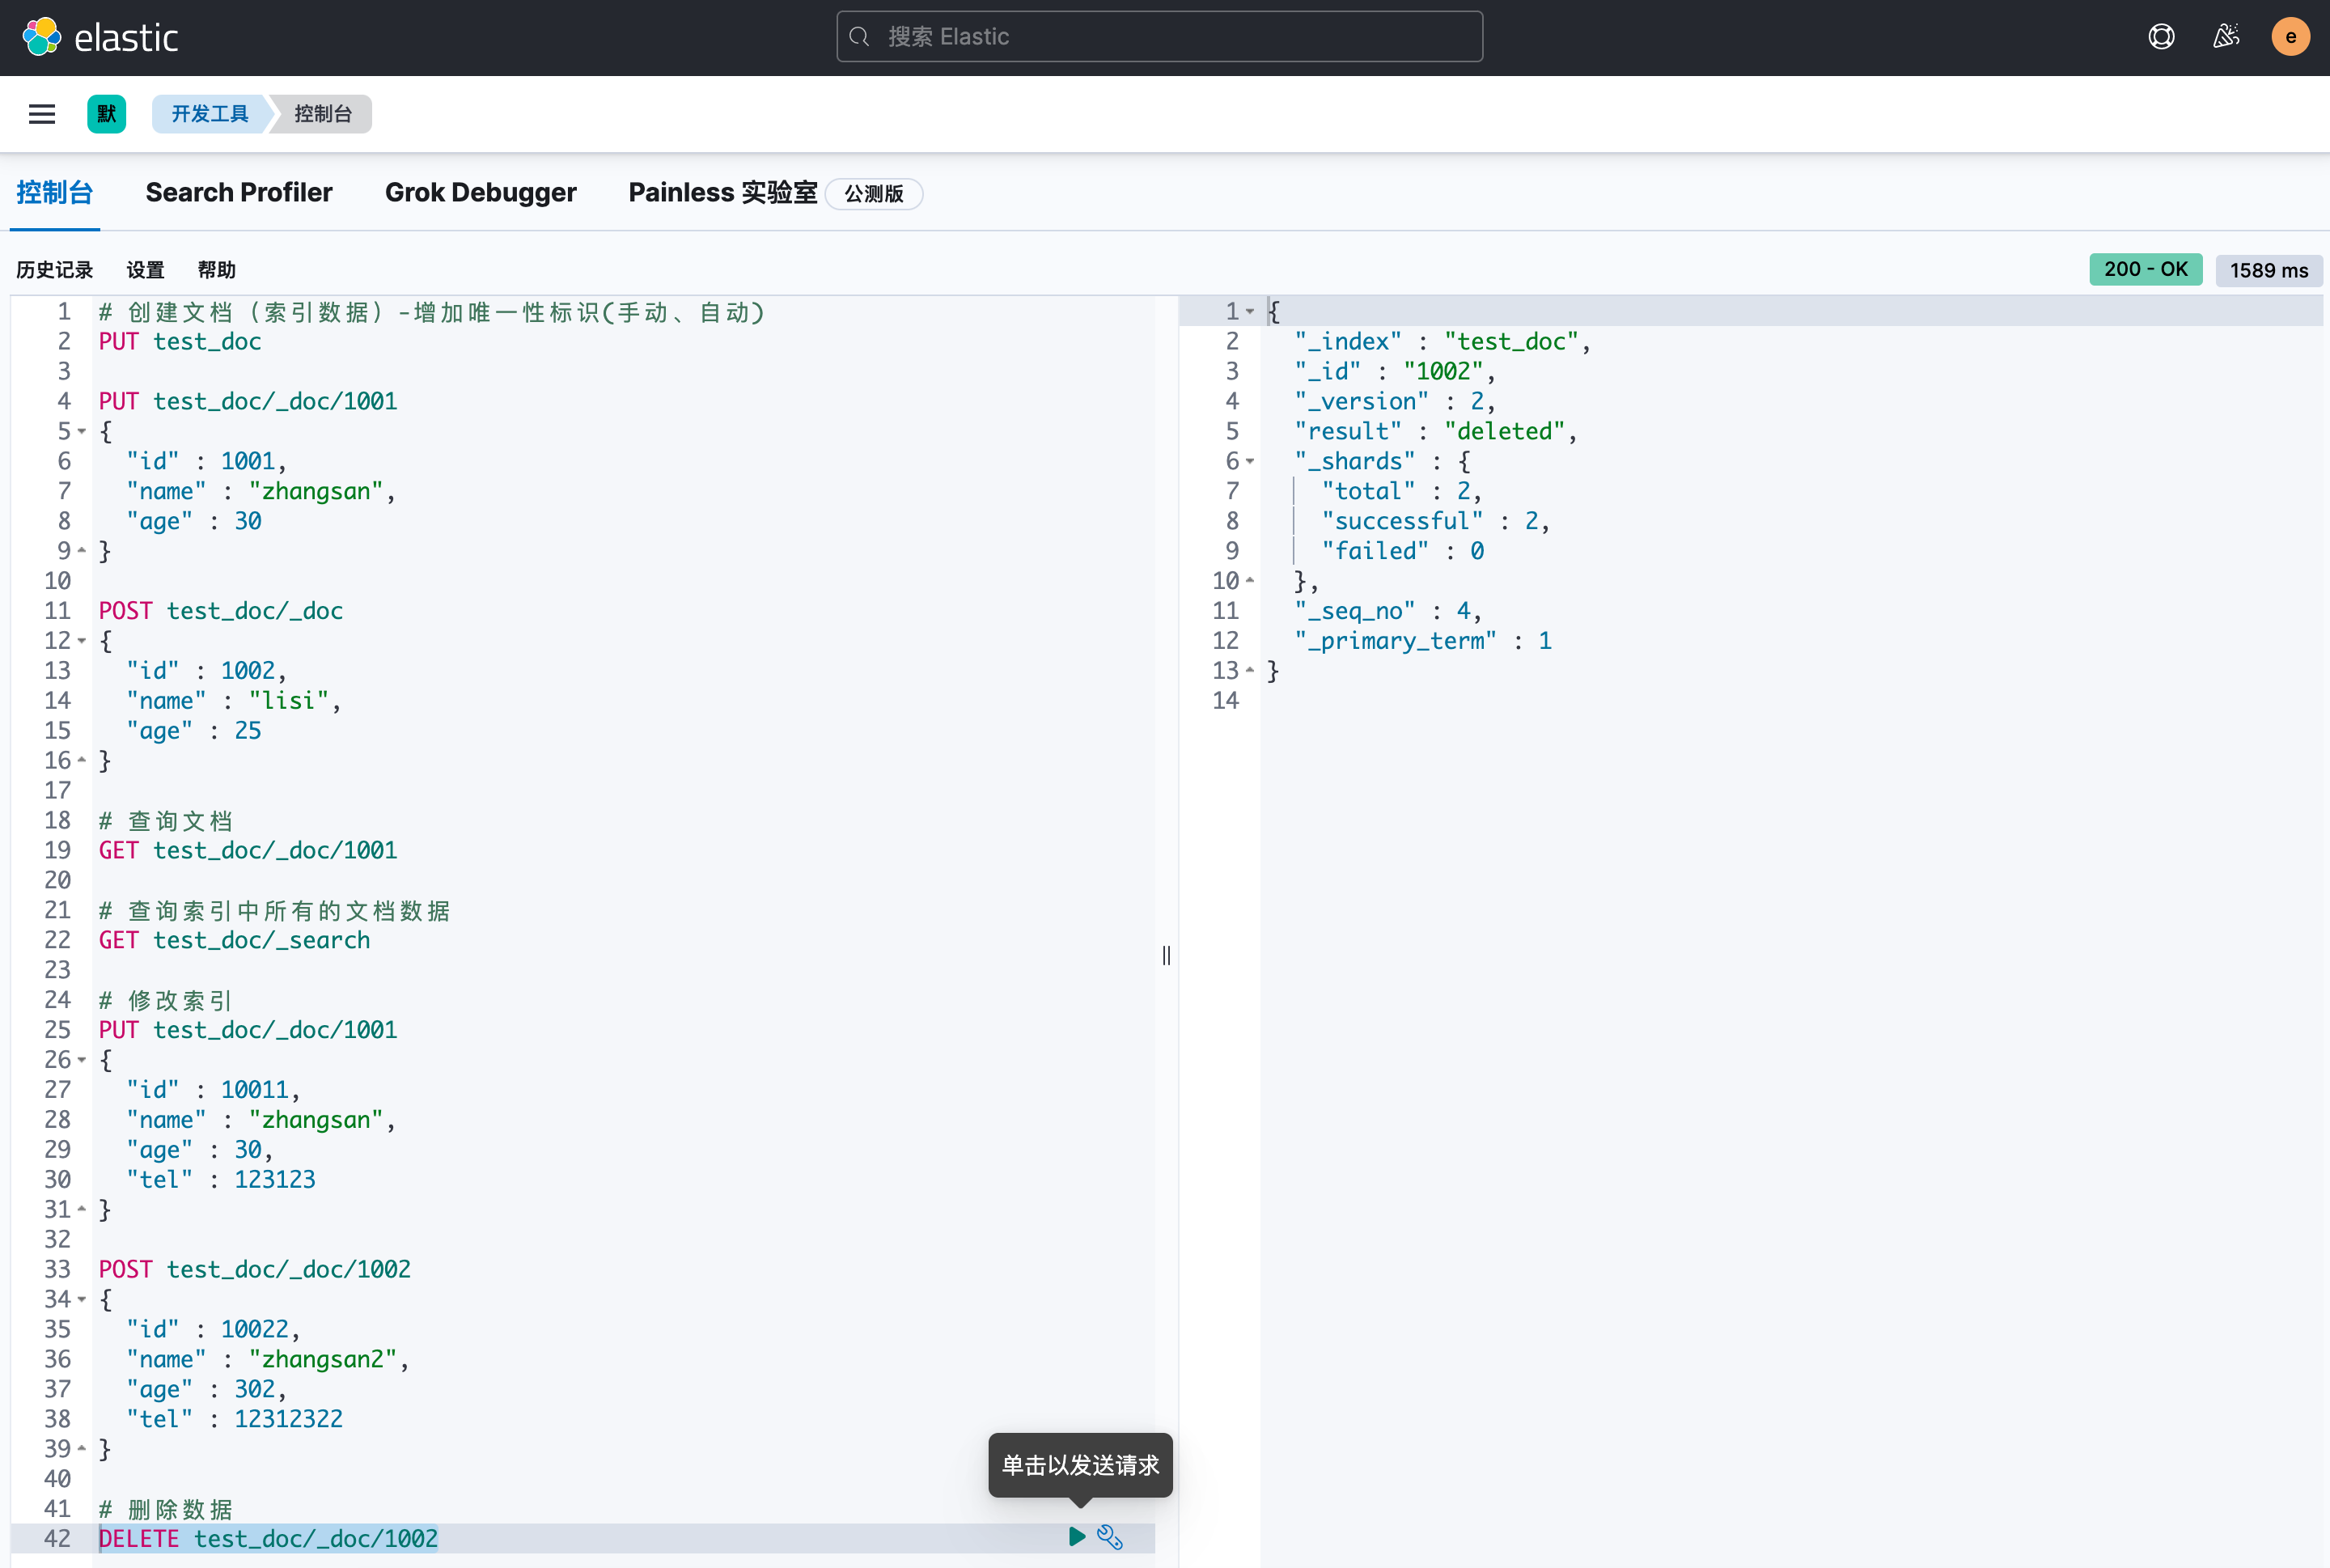 elastic
搜索 Elastic
e
默
开发工具
控制台
控制台
Search Profiler
Grok Debugger
Painless 实验室
公测版
历史记录
设置
帮助
200 - OK
1589 ms
1 # 创建文档（索引数据）-增加唯一性标识(手动、自动)
2 PUT test_doc
3
4 PUT test_doc/_doc/1001
5 {
6 "id" : 1001,
7 "name" : "zhangsan",
8 "age" : 30
9 }
10
11 POST test_doc/_doc
12 {
13 "id" : 1002,
14 "name" : "lisi",
15 "age" : 25
16 }
17
18 # 查询文档
19 GET test_doc/_doc/1001
20
21 # 查询索引中所有的文档数据
22 GET test_doc/_search
23
24 # 修改索引
25 PUT test_doc/_doc/1001
26 {
27 "id" : 10011,
28 "name" : "zhangsan",
29 "age" : 30,
30 "tel" : 123123
31 }
32
33 POST test_doc/_doc/1002
34 {
35 "id" : 10022,
36 "name" : "zhangsan2",
37 "age" : 302,
38 "tel" : 12312322
39 }
40
41 # 删除数据
42 DELETE test_doc/_doc/1002
单击以发送请求
1 {
2 "_index" : "test_doc",
3 "_id" : "1002",
4 "_version" : 2,
5 "result" : "deleted",
6 "_shards" : {
7 "total" : 2,
8 "successful" : 2,
9 "failed" : 0
10 },
11 "_seq_no" : 4,
12 "_primary_term" : 1
13 }
14